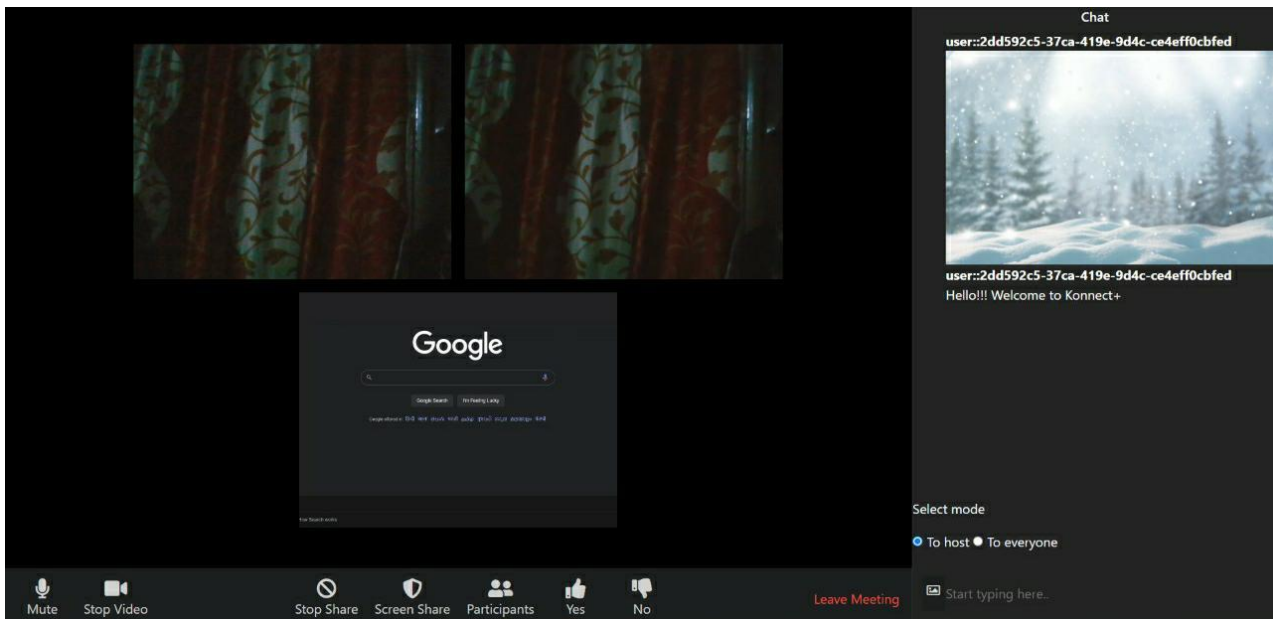 Chat
user::2dd592c5-37ca-419e-9d4c-ce4eff0cbfed
user::2dd592c5-37ca-419e-9d4c-ce4eff0cbfed
Hello!!! Welcome to Konnect+
Google
Google Search I'm Feeling Lucky
Select mode
To host To everyone
Start typing here..
Mute Stop Video Stop Share Screen Share Participants Yes No Leave Meeting